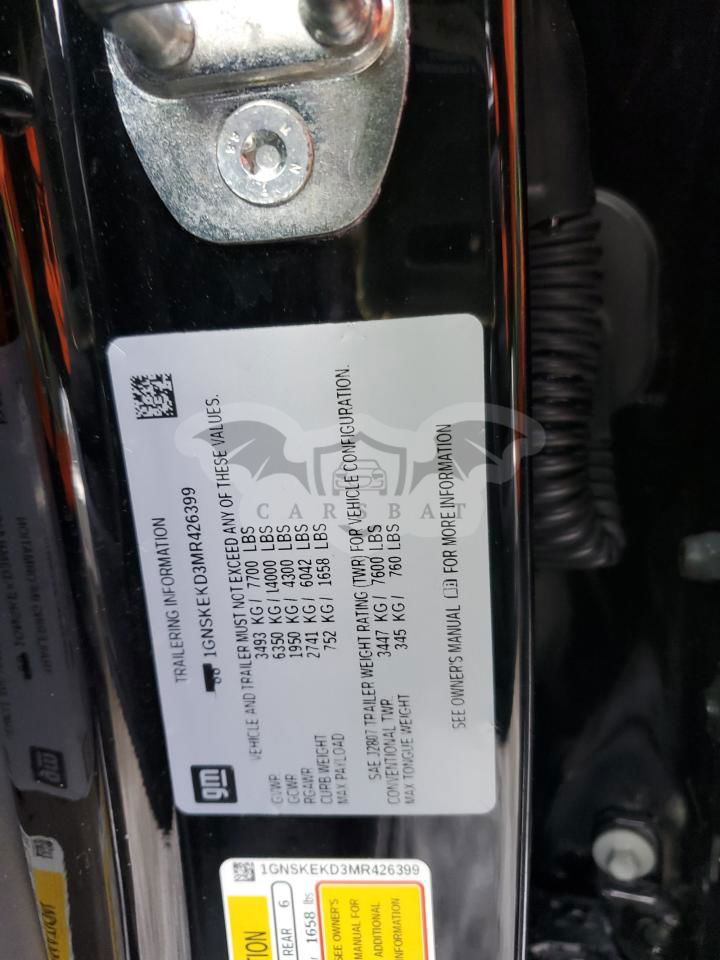 TRAILERING INFORMATION
1GNSKEKD3MR426399
VEHICLE AND TRAILER MUST NOT EXCEED ANY OF THESE VALUES.
GVWR 3493 KG / 7700 LBS
GCWR 6350 KG / 14000 LBS
RGAWR 1950 KG / 4300 LBS
CURB WEIGHT 2741 KG / 6042 LBS
MAX PAYLOAD 752 KG / 1658 LBS
SAE J2807 TRAILER WEIGHT RATING (TWR) FOR VEHICLE CONFIGURATION.
CONVENTIONAL TWR 3447 KG / 7600 LBS
MAX TONGUE WEIGHT 345 KG / 760 LBS
SEE OWNER'S MANUAL FOR MORE INFORMATION
gm
CARSBAT
1GNSKEKD3MR426399
REAR 6
/ 1658 lbs
SEE OWNER'S
MANUAL FOR
ADDITIONAL
INFORMATION